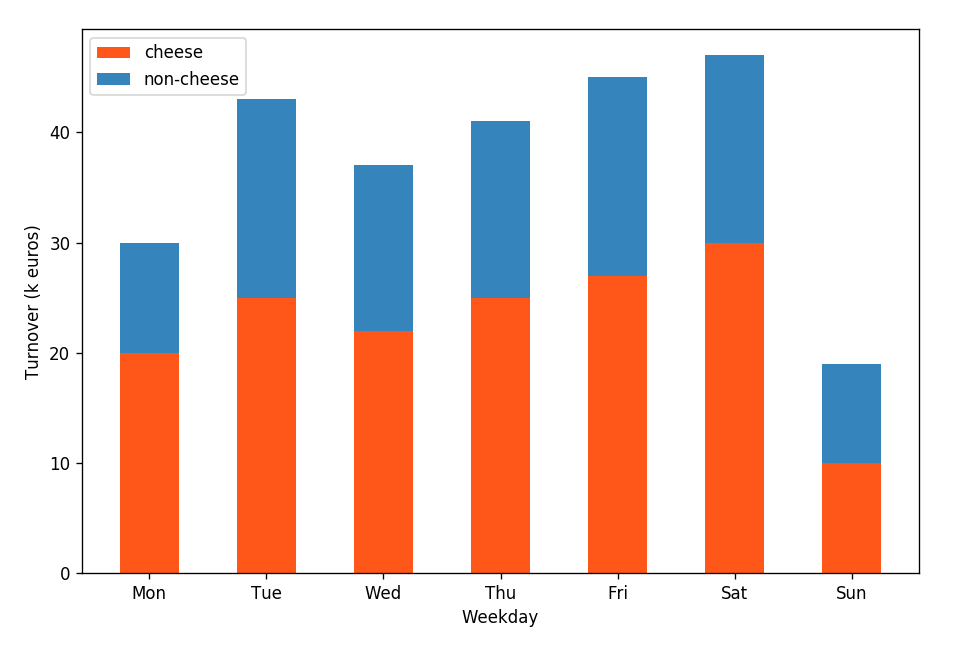 cheese
non-cheese
Turnover (k euros)
40
30
20
10
0
Mon Tue Wed Thu Fri Sat Sun
Weekday